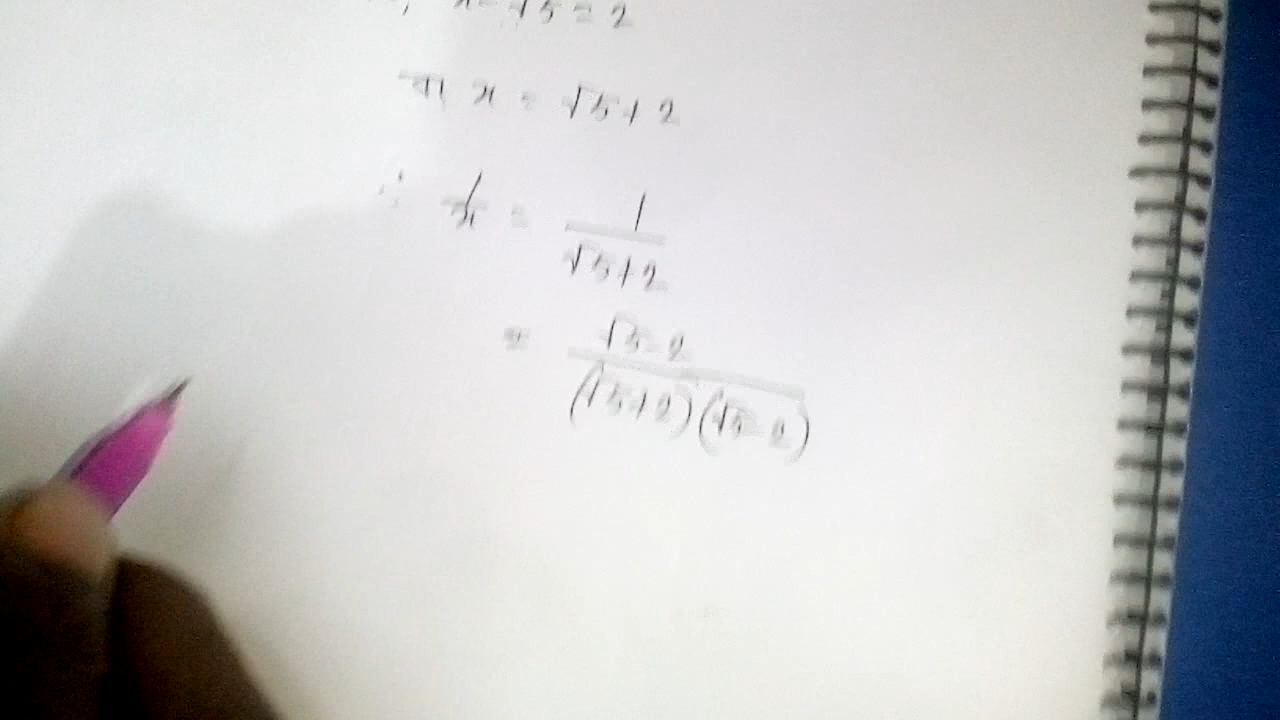 x - √5 = 2
বা x = √5 + 2
∴ 1/x = 1/(√5 + 2)
= (√5 - 2)/((√5 + 2)(√5 - 2))